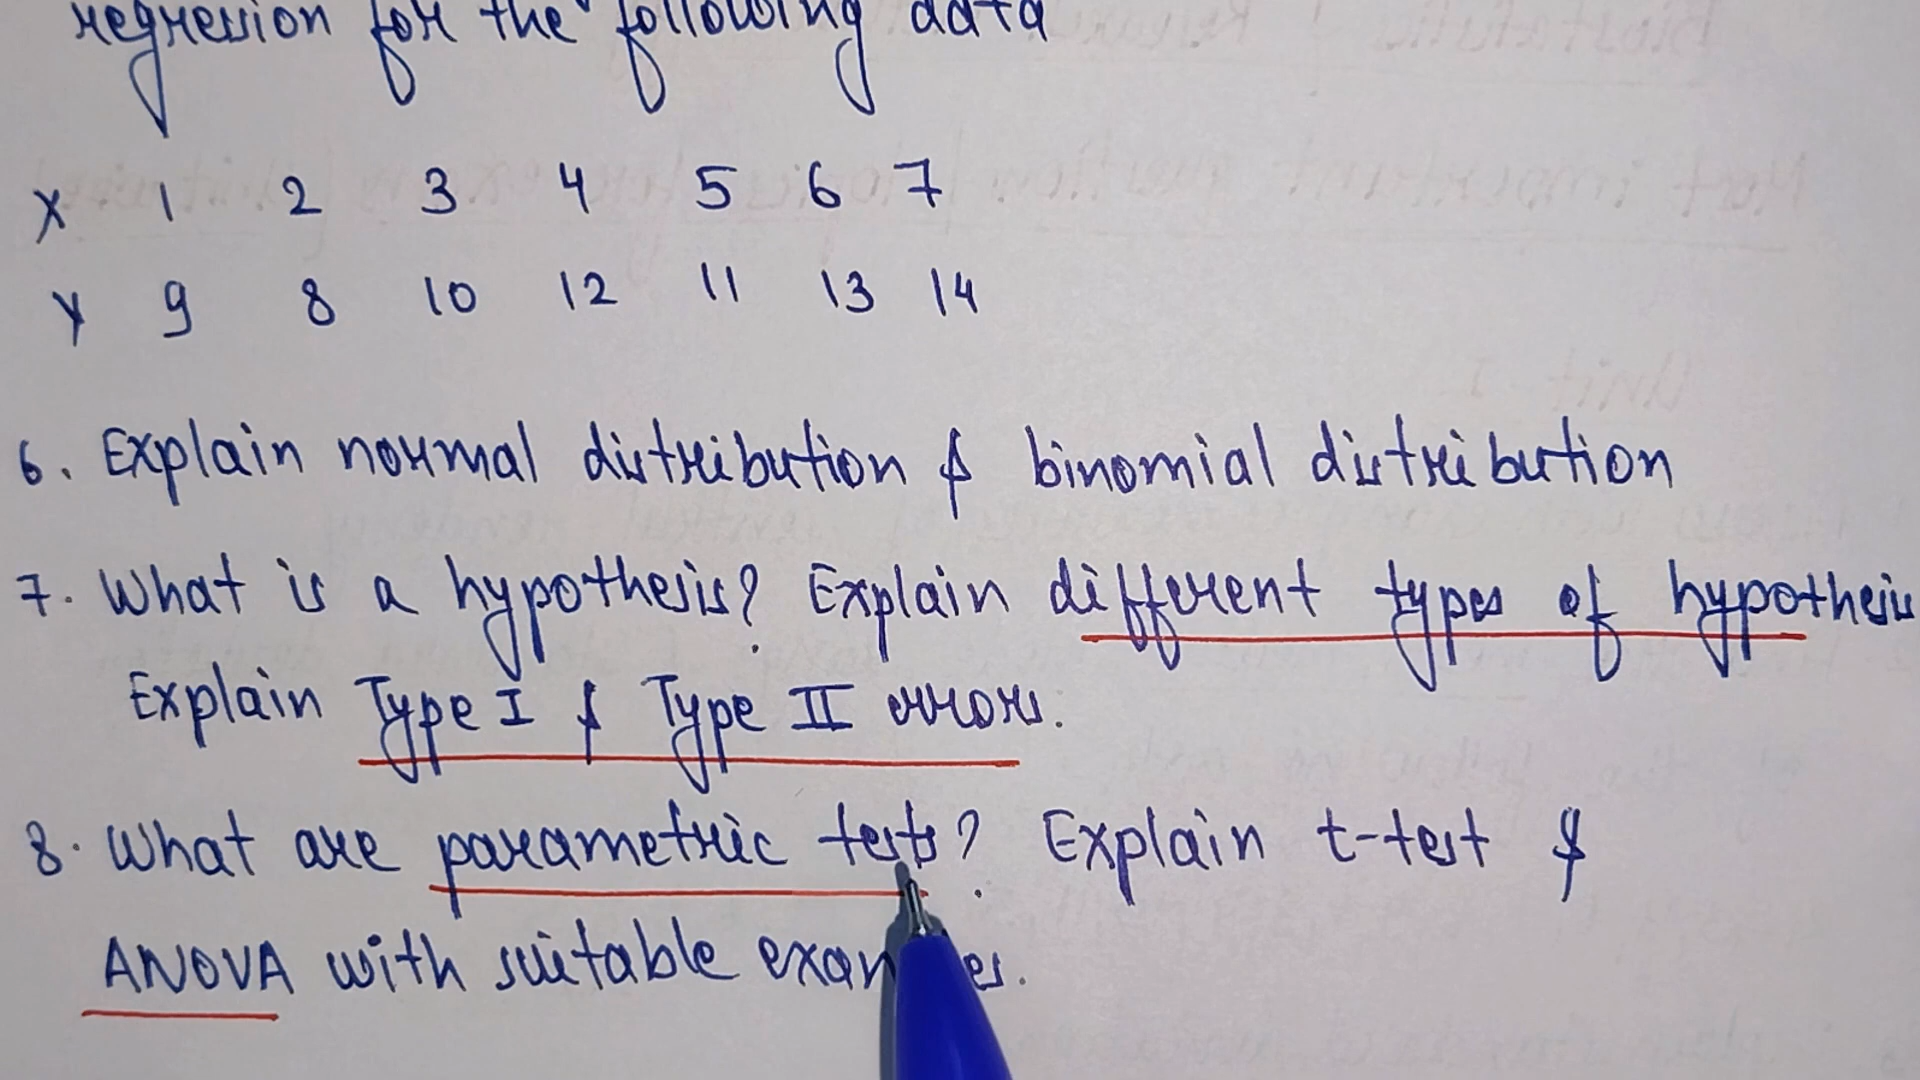 regression for the following data
X 1 2 3 4 5 6 7
Y 9 8 10 12 11 13 14
6. Explain normal distribution & binomial distribution
7. What is a hypothesis? Explain different types of hypothesis
Explain Type I & Type II errors.
8. What are parametric tests? Explain t-test &
ANOVA with suitable